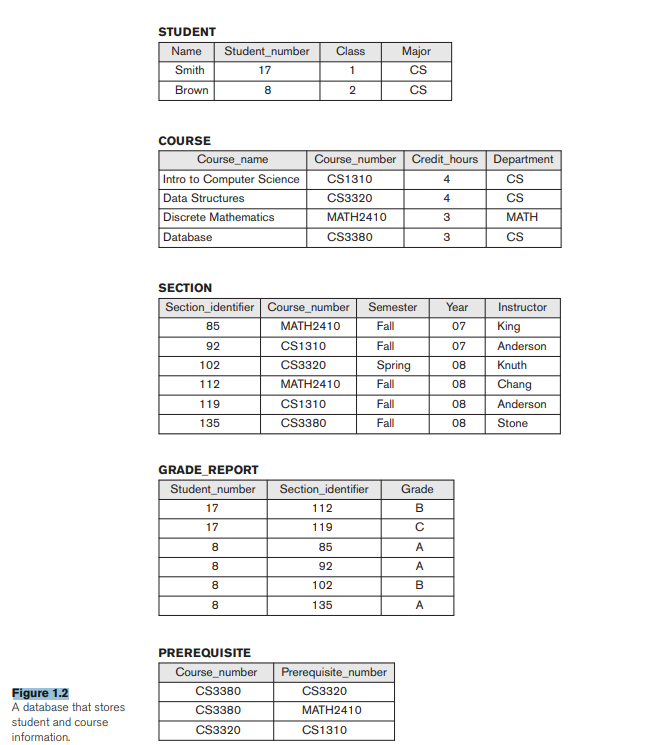 STUDENT
Name Student_number Class Major
Smith 17 1 CS
Brown 8 2 CS
COURSE
Course_name Course_number Credit_hours Department
Intro to Computer Science CS1310 4 CS
Data Structures CS3320 4 CS
Discrete Mathematics MATH2410 3 MATH
Database CS3380 3 CS
SECTION
Section_identifier Course_number Semester Year Instructor
85 MATH2410 Fall 07 King
92 CS1310 Fall 07 Anderson
102 CS3320 Spring 08 Knuth
112 MATH2410 Fall 08 Chang
119 CS1310 Fall 08 Anderson
135 CS3380 Fall 08 Stone
GRADE_REPORT
Student_number Section_identifier Grade
17 112 B
17 119 C
8 85 A
8 92 A
8 102 B
8 135 A
PREREQUISITE
Course_number Prerequisite_number
CS3380 CS3320
CS3380 MATH2410
CS3320 CS1310
Figure 1.2
A database that stores
student and course
information.